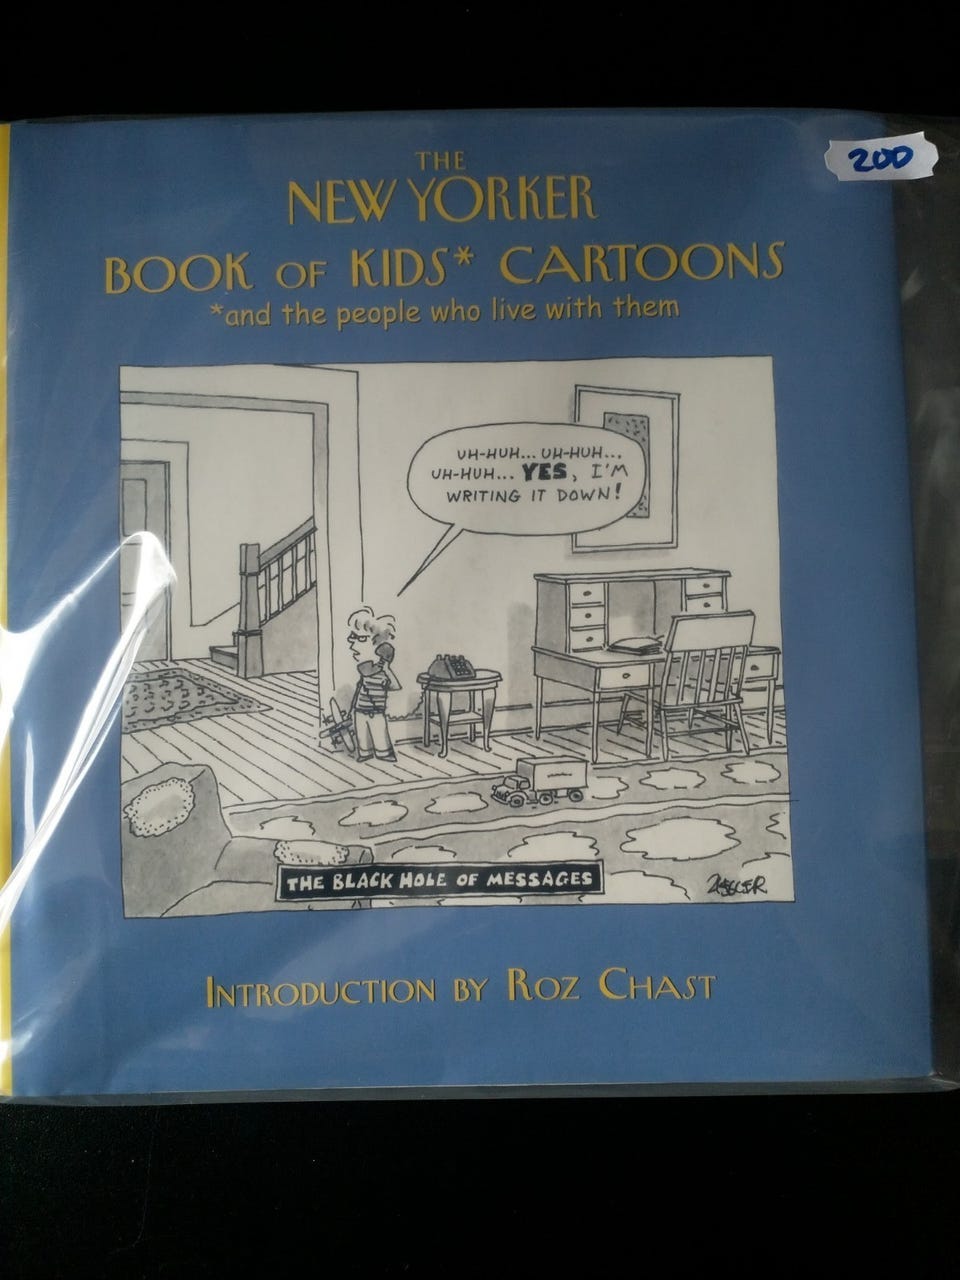 200
THE
NEW YORKER
BOOK OF KIDS* CARTOONS
*and the people who live with them
UH-HUH... UH-HUH...
UH-HUH... YES, I'M
WRITING IT DOWN!
THE BLACK HOLE OF MESSAGES
ZIEGLER
INTRODUCTION BY ROZ CHAST